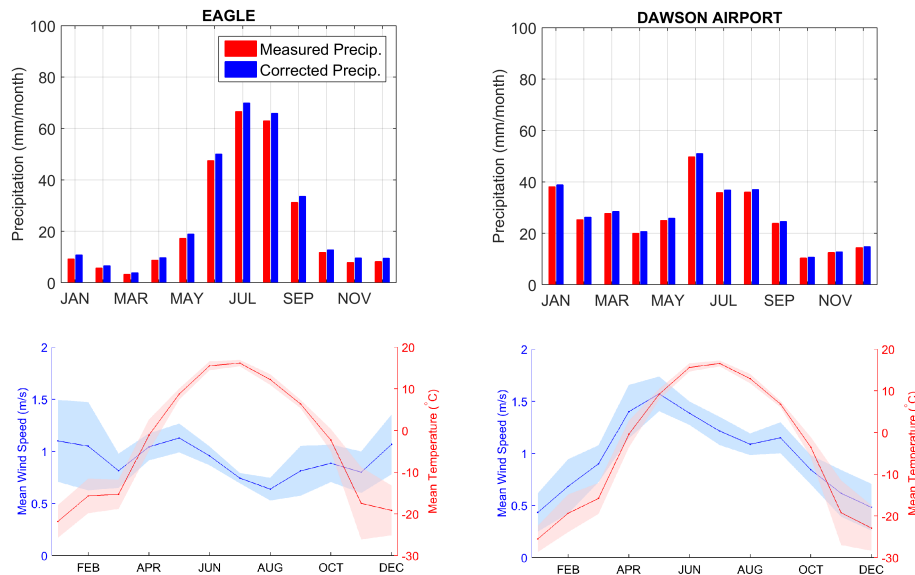 EAGLE
100
80
60
40
20
0
Precipitation (mm/month)
Measured Precip.
Corrected Precip.
JAN MAR MAY JUL SEP NOV
DAWSON AIRPORT
100
80
60
40
20
0
Precipitation (mm/month)
JAN MAR MAY JUL SEP NOV
2
1.5
1
0.5
0
Mean Wind Speed (m/s)
20
10
0
-10
-20
-30
Mean Temperature (°C)
FEB APR JUN AUG OCT DEC
2
1.5
1
0.5
0
Mean Wind Speed (m/s)
20
10
0
-10
-20
-30
Mean Temperature (°C)
FEB APR JUN AUG OCT DEC